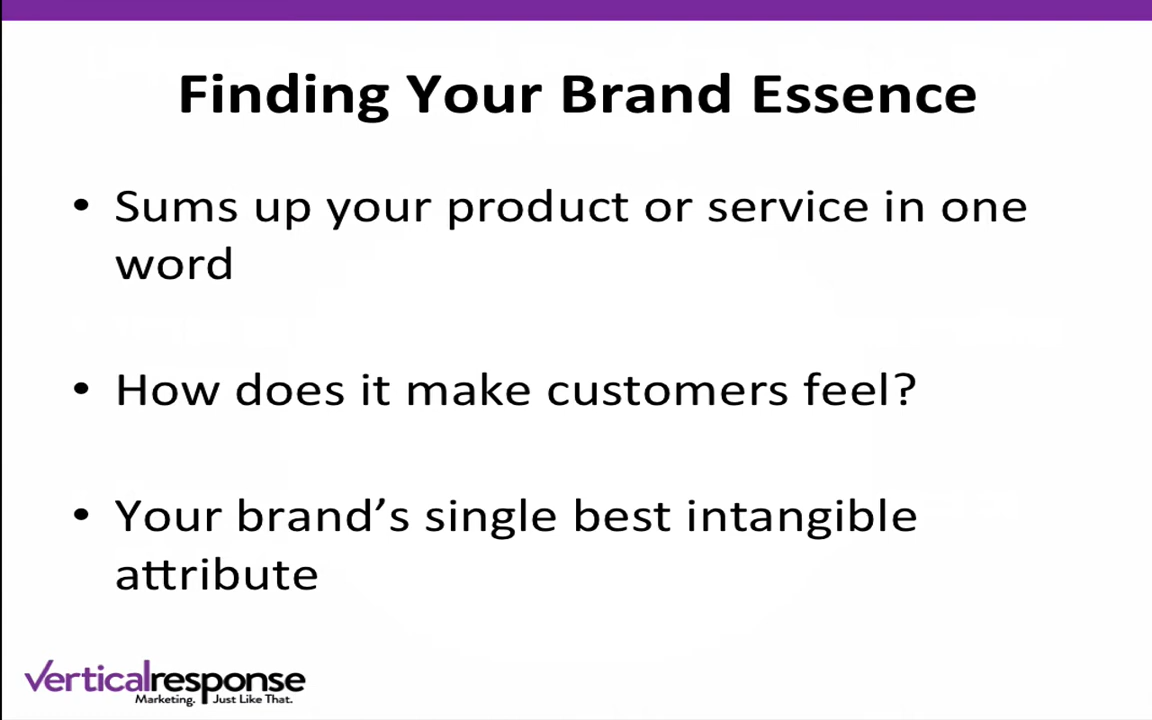 Finding Your Brand Essence
• Sums up your product or service in one
word
• How does it make customers feel?
• Your brand’s single best intangible
attribute
verticalresponse
Marketing. Just Like That.